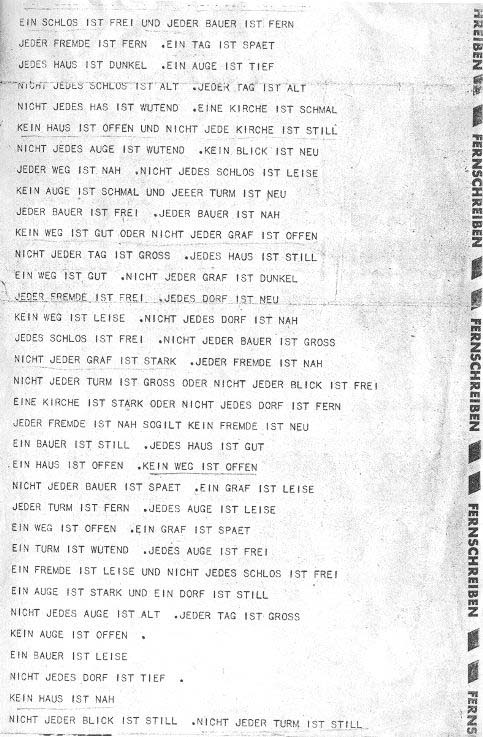 EIN SCHLOS IST FREI UND JEDER BAUER IST FERN
JEDER FREMDE IST FERN .EIN TAG IST SPAET
JEDES HAUS IST DUNKEL .EIN AUGE IST TIEF
NICHT JEDES SCHLOS IST ALT .JEDER TAG IST ALT
NICHT JEDES HAS IST WUTEND .EINE KIRCHE IST SCHMAL
KEIN HAUS IST OFFEN UND NICHT JEDE KIRCHE IST STILL
NICHT JEDES AUGE IST WUTEND .KEIN BLICK IST NEU
JEDER WEG IST NAH .NICHT JEDES SCHLOS IST LEISE
KEIN AUGE IST SCHMAL UND JEEER TURM IST NEU
JEDER BAUER IST FREI .JEDER BAUER IST NAH
KEIN WEG IST GUT ODER NICHT JEDER GRAF IST OFFEN
NICHT JEDER TAG IST GROSS .JEDES HAUS IST STILL
EIN WEG IST GUT .NICHT JEDER GRAF IST DUNKEL
JEDER FREMDE IST FREI .JEDES DORF IST NEU
KEIN WEG IST LEISE .NICHT JEDES DORF IST NAH
JEDES SCHLOS IST FREI .NICHT JEDER BAUER IST GROSS
NICHT JEDER GRAF IST STARK .JEDER FREMDE IST NAH
NICHT JEDER TURM IST GROSS ODER NICHT JEDER BLICK IST FREI
EINE KIRCHE IST STARK ODER NICHT JEDES DORF IST FERN
JEDER FREMDE IST NAH SOGILT KEIN FREMDE IST NEU
EIN BAUER IST STILL .JEDES HAUS IST GUT
EIN HAUS IST OFFEN .KEIN WEG IST OFFEN
NICHT JEDER BAUER IST SPAET .EIN GRAF IST LEISE
JEDER TURM IST FERN .JEDES AUGE IST LEISE
EIN WEG IST OFFEN .EIN GRAF IST SPAET
EIN TURM IST WUTEND .JEDES AUGE IST FREI
EIN FREMDE IST LEISE UND NICHT JEDES SCHLOS IST FREI
EIN AUGE IST STARK UND EIN DORF IST STILL
NICHT JEDES AUGE IST ALT .JEDER TAG IST GROSS
KEIN AUGE IST OFFEN .
EIN BAUER IST LEISE
NICHT JEDES DORF IST TIEF .
KEIN HAUS IST NAH
NICHT JEDER BLICK IST STILL .NICHT JEDER TURM IST STILL
HREIBEN
FERNSCHREIBEN
FERNSCHREIBEN
FERNSCHREIBEN
FERNS